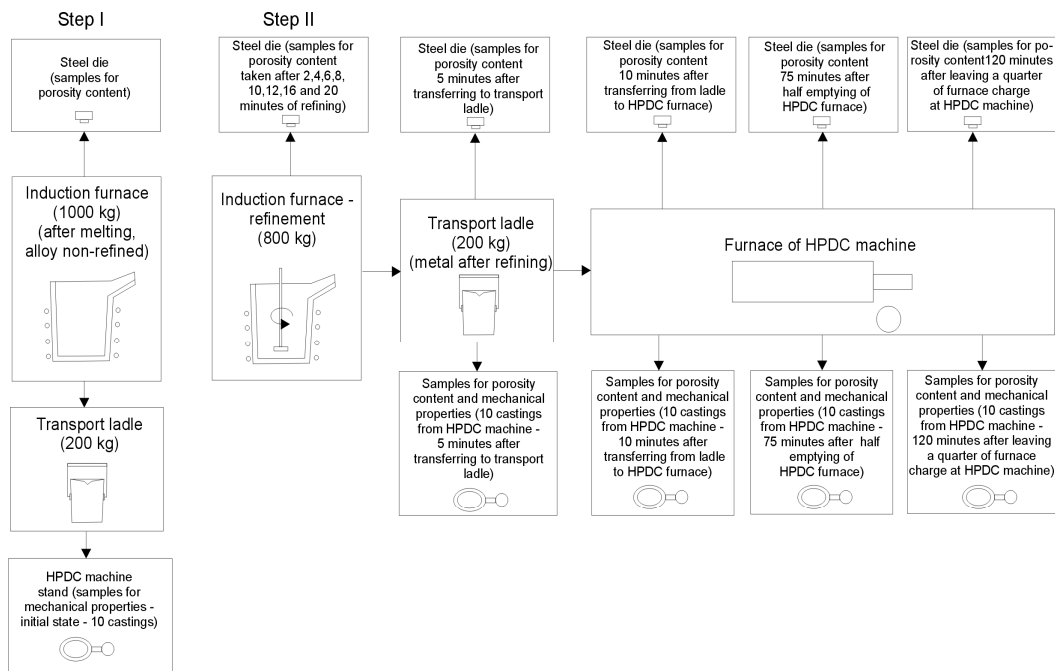 Step I
Steel die
(samples for
porosity content)
Induction furnace
(1000 kg)
(after melting,
alloy non-refined)
Transport ladle
(200 kg)
HPDC machine
stand (samples for
mechanical properties -
initial state - 10 castings)
Step II
Steel die (samples for
porosity content
taken after 2,4,6,8,
10,12,16 and 20
minutes of refining)
Induction furnace -
refinement
(800 kg)
Steel die (samples for
porosity content
5 minutes after
transferring to transport
ladle)
Transport ladle
(200 kg)
(metal after refining)
Samples for porosity
content and mechanical
properties (10 castings
from HPDC machine -
5 minutes after
transferring to transport
ladle)
Steel die (samples for
porosity content
10 minutes after
transferring from ladle
to HPDC furnace)
Steel die (samples for
porosity content
75 minutes after
half emptying of
HPDC furnace)
Steel die (samples for po-
rosity content120 minutes
after leaving a quarter
of furnace charge
at HPDC machine)
Furnace of HPDC machine
Samples for porosity
content and mechanical
properties (10 castings
from HPDC machine -
10 minutes after
transferring from ladle
to HPDC furnace)
Samples for porosity
content and mechanical
properties (10 castings
from HPDC machine -
75 minutes after half
emptying of
HPDC furnace)
Samples for porosity
content and mechanical
properties (10 castings
from HPDC machine -
120 minutes after leaving
a quarter of furnace
charge at HPDC machine)